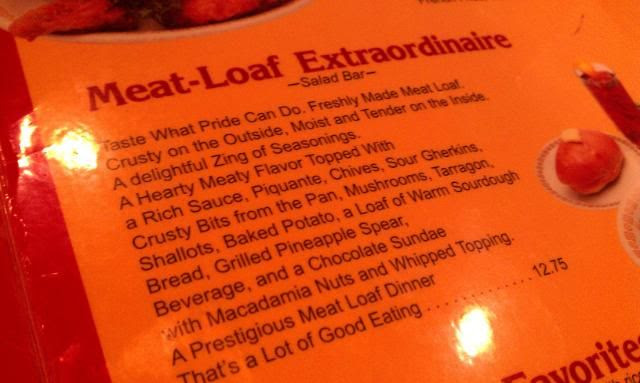 Meat-Loaf Extraordinaire
—Salad Bar—
Taste What Pride Can Do. Freshly Made Meat Loaf.
Crusty on the Outside, Moist and Tender on the Inside.
A delightful Zing of Seasonings.
A Hearty Meaty Flavor Topped With
a Rich Sauce, Piquante, Chives, Sour Gherkins,
Crusty Bits from the Pan, Mushrooms, Tarragon,
Shallots, Baked Potato, a Loaf of Warm Sourdough
Bread, Grilled Pineapple Spear,
Beverage, and a Chocolate Sundae
with Macadamia Nuts and Whipped Topping.
A Prestigious Meat Loaf Dinner
That's a Lot of Good Eating . . . . . . . . . . . . . . 12.75
Favorites